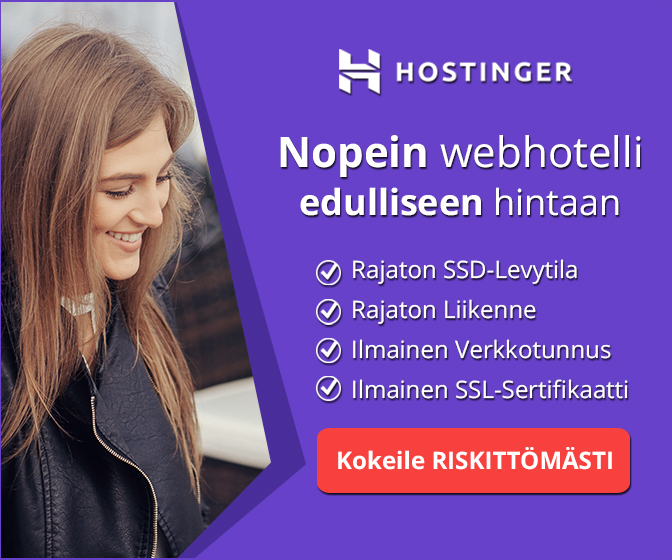 HOSTINGER
Nopein webhotelli
edulliseen hintaan
Rajaton SSD-Levytila
Rajaton Liikenne
Ilmainen Verkkotunnus
Ilmainen SSL-Sertifikaatti
Kokeile RISKITTÖMÄSTI